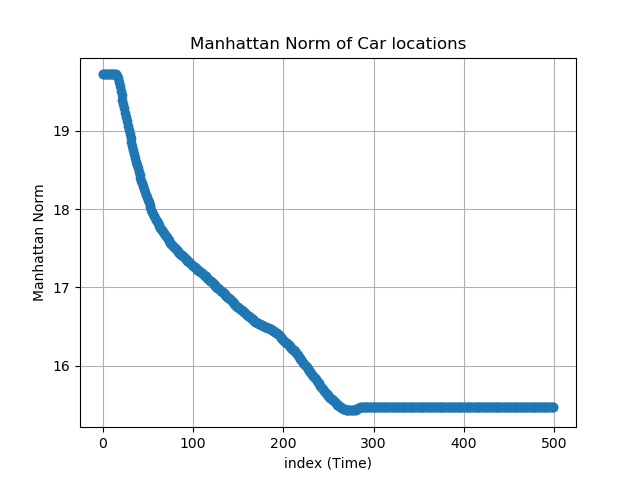 Manhattan Norm of Car locations
Manhattan Norm
19
18
17
16
0 100 200 300 400 500
index (Time)